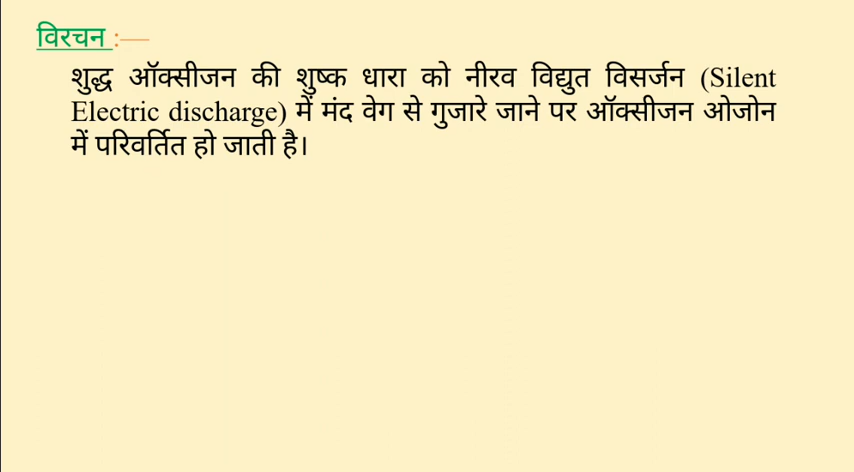 विरचन :—
शुद्ध ऑक्सीजन की शुष्क धारा को नीरव विद्युत विसर्जन (Silent
Electric discharge) में मंद वेग से गुजारे जाने पर ऑक्सीजन ओजोन
में परिवर्तित हो जाती है।